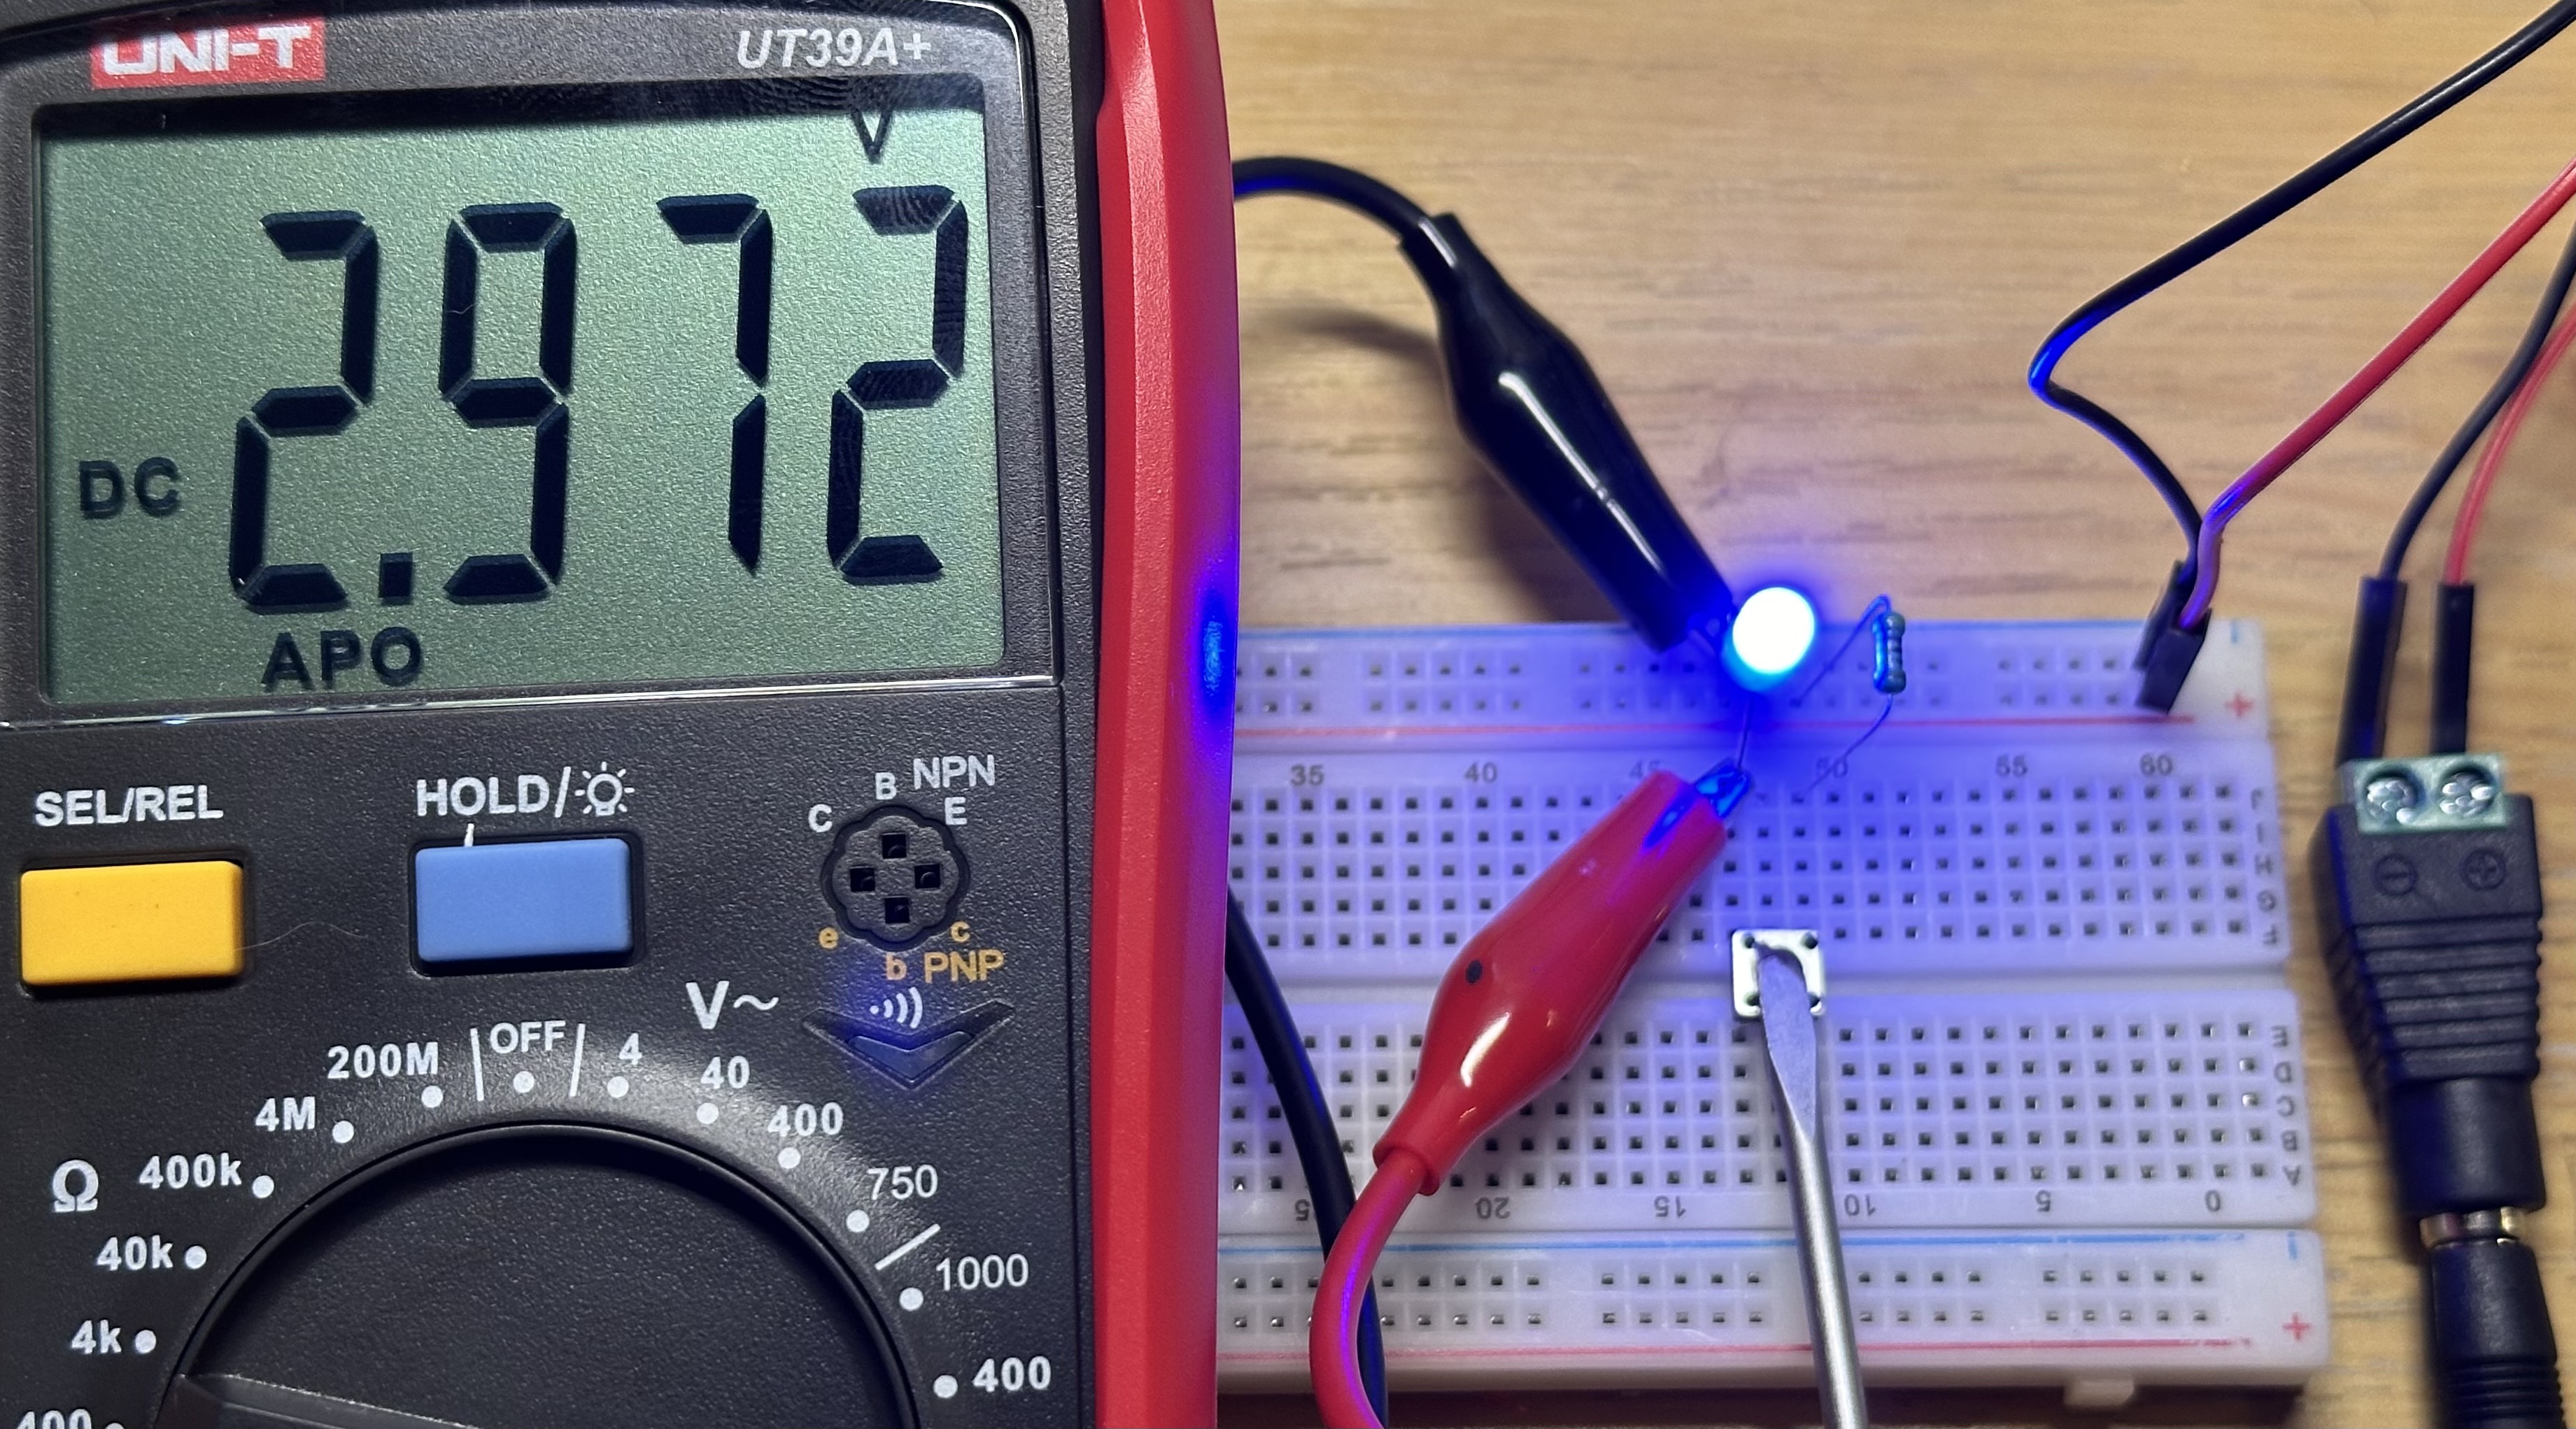 UNI-T
UT39A+
V
DC 2.972
APO
SEL/REL
HOLD/
B NPN
C E
e c
b PNP
V~
OFF
200M
4M
Ω 400k
40k
4k
400
4
40
400
750
1000
400
+
35 40 45 50 55 60
J
I
H
G
F
E
D
C
B
A
20 15 10 5 0
+